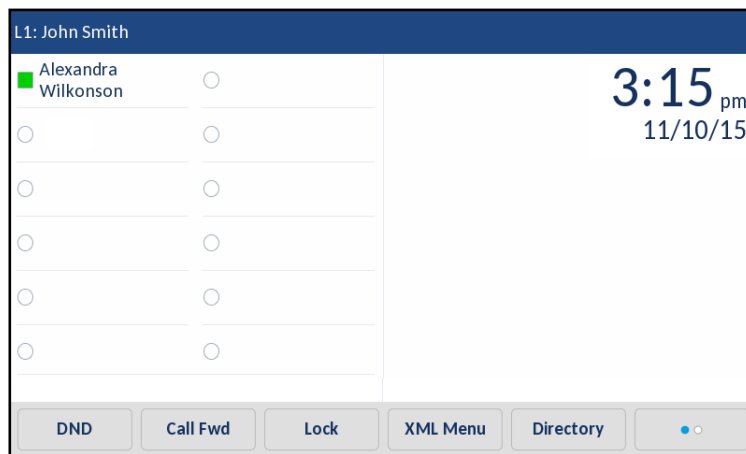 L1: John Smith
Alexandra
Wilkonson
3:15 pm
11/10/15
DND
Call Fwd
Lock
XML Menu
Directory